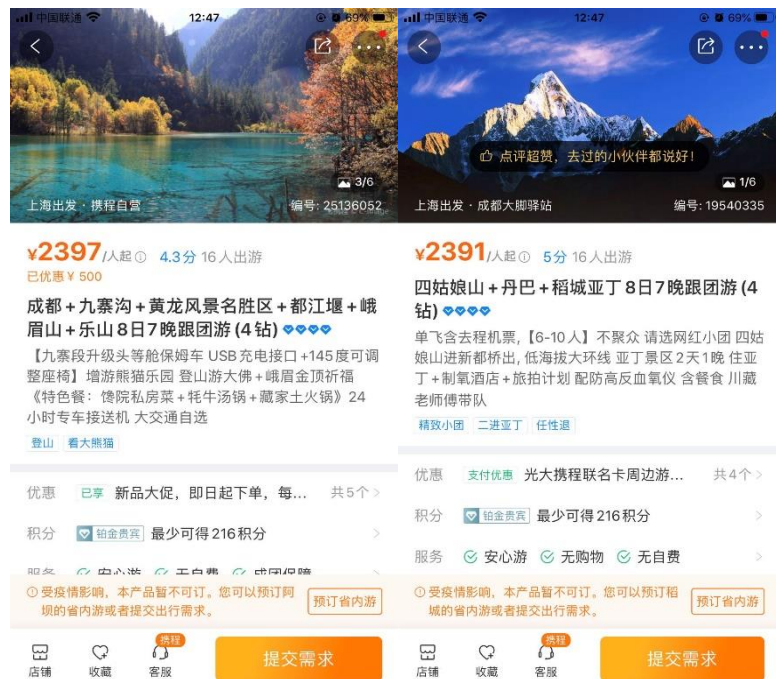 中国联通
12:47
69%
3/6
上海出发 · 携程自营
编号: 25136052
¥2397/人起 4.3分 16人出游
已优惠¥500
成都+九寨沟+黄龙风景名胜区+都江堰+峨
眉山+乐山8日7晚跟团游(4钻)
【九寨段升级头等舱保姆车 USB充电接口+145度可调
整座椅】增游熊猫乐园 登山游大佛+峨眉金顶祈福
《特色餐：馋院私房菜+牦牛汤锅+藏家土火锅》24
小时专车接送机 大交通自选
登山 看大熊猫
优惠 已享 新品大促，即日起下单，每... 共5个
积分 铂金贵宾 最少可得216积分
服务 安心游 无自费 成团保障
受疫情影响，本产品暂不可订。您可以预订阿
坝的省内游或者提交出行需求。
预订省内游
店铺
收藏
携程
客服
提交需求
中国联通
12:47
69%
点评超赞，去过的小伙伴都说好!
1/6
上海出发 · 成都大脚驿站
编号: 19540335
¥2391/人起 5分 16人出游
四姑娘山+丹巴+稻城亚丁8日7晚跟团游(4
钻)
单飞含去程机票,【6-10人】不聚众 请选网红小团 四姑
娘山进新都桥出, 低海拔大环线 亚丁景区2天1晚 住亚
丁+制氧酒店+旅拍计划 配防高反血氧仪 含餐食 川藏
老师傅带队
精致小团 二进亚丁 任性退
优惠 支付优惠 光大携程联名卡周边游... 共4个
积分 铂金贵宾 最少可得216积分
服务 安心游 无购物 无自费
受疫情影响，本产品暂不可订。您可以预订稻
城的省内游或者提交出行需求。
预订省内游
店铺
收藏
携程
客服
提交需求